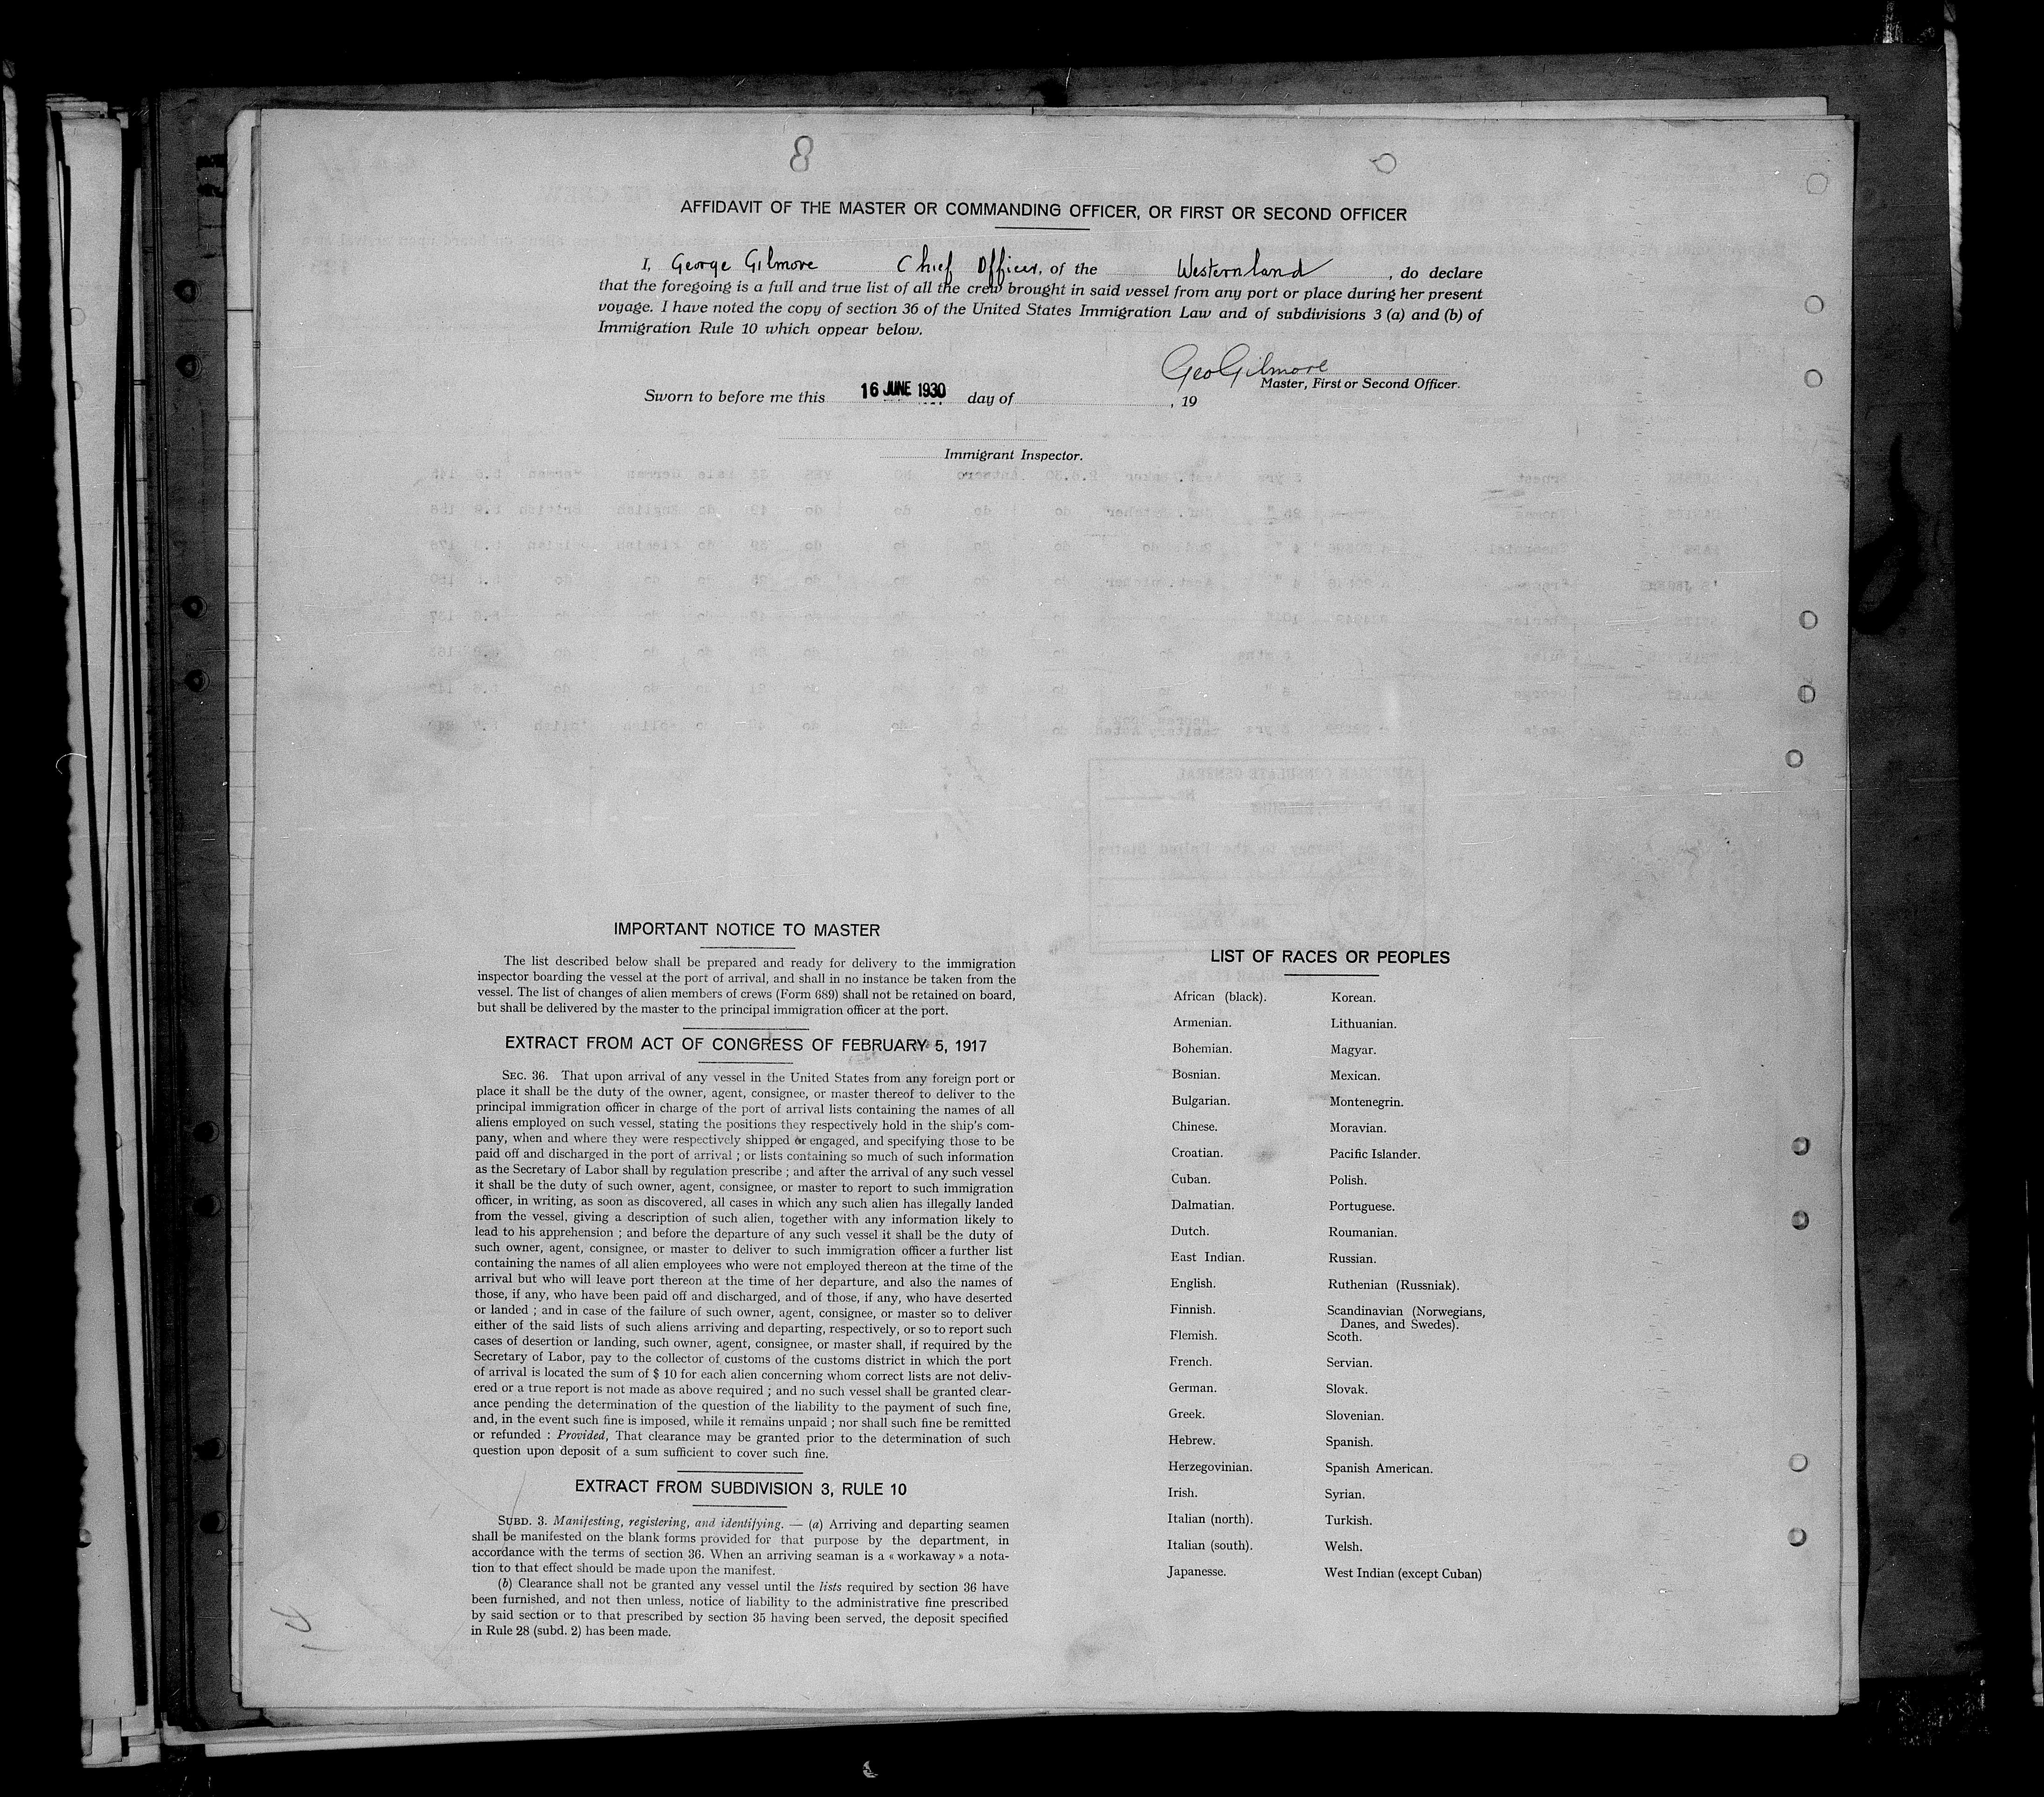 8
AFFIDAVIT OF THE MASTER OR COMMANDING OFFICER, OR FIRST OR SECOND OFFICER
I, George Gilmore Chief Officer, of the Westernland, do declare
that the foregoing is a full and true list of all the crew brought in said vessel from any port or place during her present
voyage. I have noted the copy of section 36 of the United States Immigration Law and of subdivisions 3 (a) and (b) of
Immigration Rule 10 which oppear below.
Geo Gilmore
Master, First or Second Officer.
Sworn to before me this 16 JUNE 1930 day of , 19
Immigrant Inspector.
IMPORTANT NOTICE TO MASTER
The list described below shall be prepared and ready for delivery to the immigration
inspector boarding the vessel at the port of arrival, and shall in no instance be taken from the
vessel. The list of changes of alien members of crews (Form 689) shall not be retained on board,
but shall be delivered by the master to the principal immigration officer at the port.
EXTRACT FROM ACT OF CONGRESS OF FEBRUARY 5, 1917
SEC. 36. That upon arrival of any vessel in the United States from any foreign port or
place it shall be the duty of the owner, agent, consignee, or master thereof to deliver to the
principal immigration officer in charge of the port of arrival lists containing the names of all
aliens employed on such vessel, stating the positions they respectively hold in the ship's com-
pany, when and where they were respectively shipped or engaged, and specifying those to be
paid off and discharged in the port of arrival ; or lists containing so much of such information
as the Secretary of Labor shall by regulation prescribe ; and after the arrival of any such vessel
it shall be the duty of such owner, agent, consignee, or master to report to such immigration
officer, in writing, as soon as discovered, all cases in which any such alien has illegally landed
from the vessel, giving a description of such alien, together with any information likely to
lead to his apprehension ; and before the departure of any such vessel it shall be the duty of
such owner, agent, consignee, or master to deliver to such immigration officer a further list
containing the names of all alien employees who were not employed thereon at the time of the
arrival but who will leave port thereon at the time of her departure, and also the names of
those, if any, who have been paid off and discharged, and of those, if any, who have deserted
or landed ; and in case of the failure of such owner, agent, consignee, or master so to deliver
either of the said lists of such aliens arriving and departing, respectively, or so to report such
cases of desertion or landing, such owner, agent, consignee, or master shall, if required by the
Secretary of Labor, pay to the collector of customs of the customs district in which the port
of arrival is located the sum of $ 10 for each alien concerning whom correct lists are not deliv-
ered or a true report is not made as above required ; and no such vessel shall be granted clear-
ance pending the determination of the question of the liability to the payment of such fine,
and, in the event such fine is imposed, while it remains unpaid ; nor shall such fine be remitted
or refunded : Provided, That clearance may be granted prior to the determination of such
question upon deposit of a sum sufficient to cover such fine.
EXTRACT FROM SUBDIVISION 3, RULE 10
SUBD. 3. Manifesting, registering, and identifying. — (a) Arriving and departing seamen
shall be manifested on the blank forms provided for that purpose by the department, in
accordance with the terms of section 36. When an arriving seaman is a « workaway » a nota-
tion to that effect should be made upon the manifest.
(b) Clearance shall not be granted any vessel until the lists required by section 36 have
been furnished, and not then unless, notice of liability to the administrative fine prescribed
by said section or to that prescribed by section 35 having been served, the deposit specified
in Rule 28 (subd. 2) has been made.
LIST OF RACES OR PEOPLES
African (black).
Armenian.
Bohemian.
Bosnian.
Bulgarian.
Chinese.
Croatian.
Cuban.
Dalmatian.
Dutch.
East Indian.
English.
Finnish.
Flemish.
French.
German.
Greek.
Hebrew.
Herzegovinian.
Irish.
Italian (north).
Italian (south).
Japanesse.
Korean.
Lithuanian.
Magyar.
Mexican.
Montenegrin.
Moravian.
Pacific Islander.
Polish.
Portuguese.
Roumanian.
Russian.
Ruthenian (Russniak).
Scandinavian (Norwegians,
Danes, and Swedes).
Scoth.
Servian.
Slovak.
Slovenian.
Spanish.
Spanish American.
Syrian.
Turkish.
Welsh.
West Indian (except Cuban)